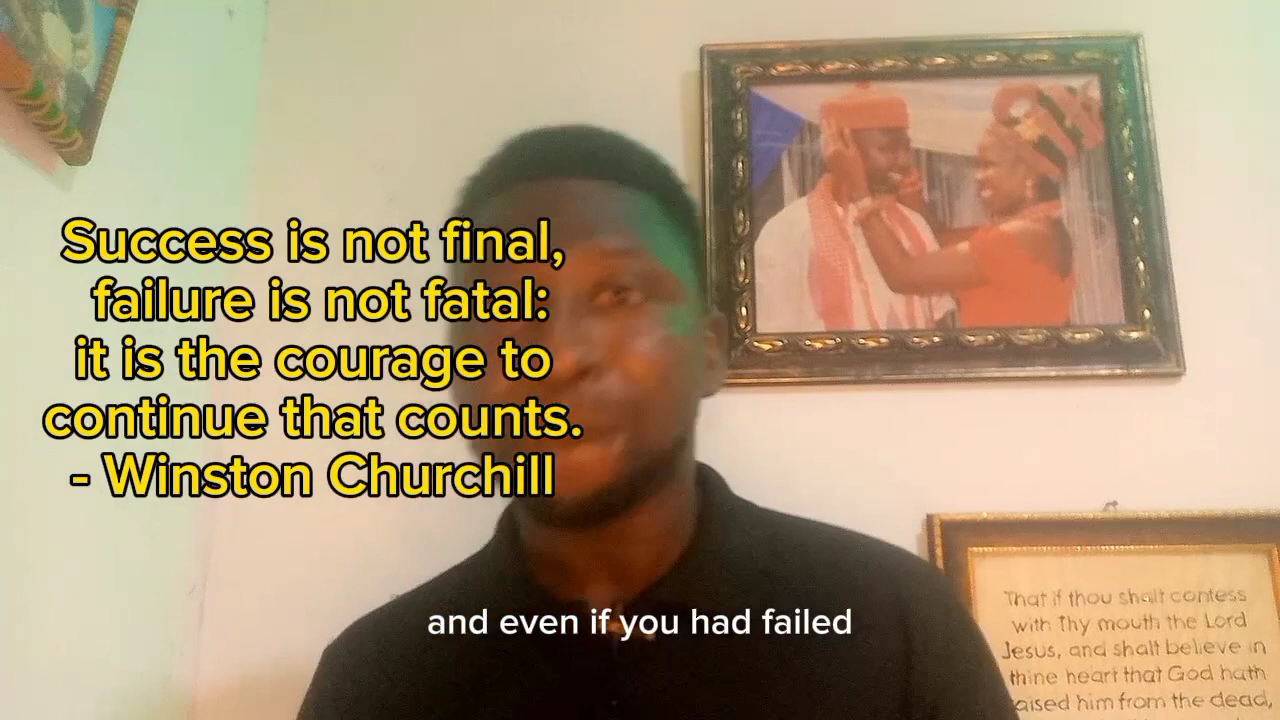 Success is not final,
failure is not fatal:
it is the courage to
continue that counts.
- Winston Churchill
and even if you had failed
That if thou shalt confess
with Thy mouth the Lord
Jesus, and shalt believe in
thine heart that God hath
raised him from the dead,